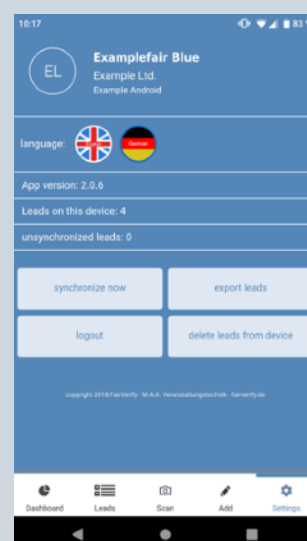 10:17
83
EL
Examplefair Blue
Example Ltd.
Example Android
language:
English
German
App version: 2.0.6
Leads on this device: 4
unsynchronized leads: 0
synchronize now
export leads
logout
delete leads from device
copyright 2018 FairVerify - M.A.X. Veranstaltungstechnik - fairverify.de
Dashboard
Leads
Scan
Add
Settings